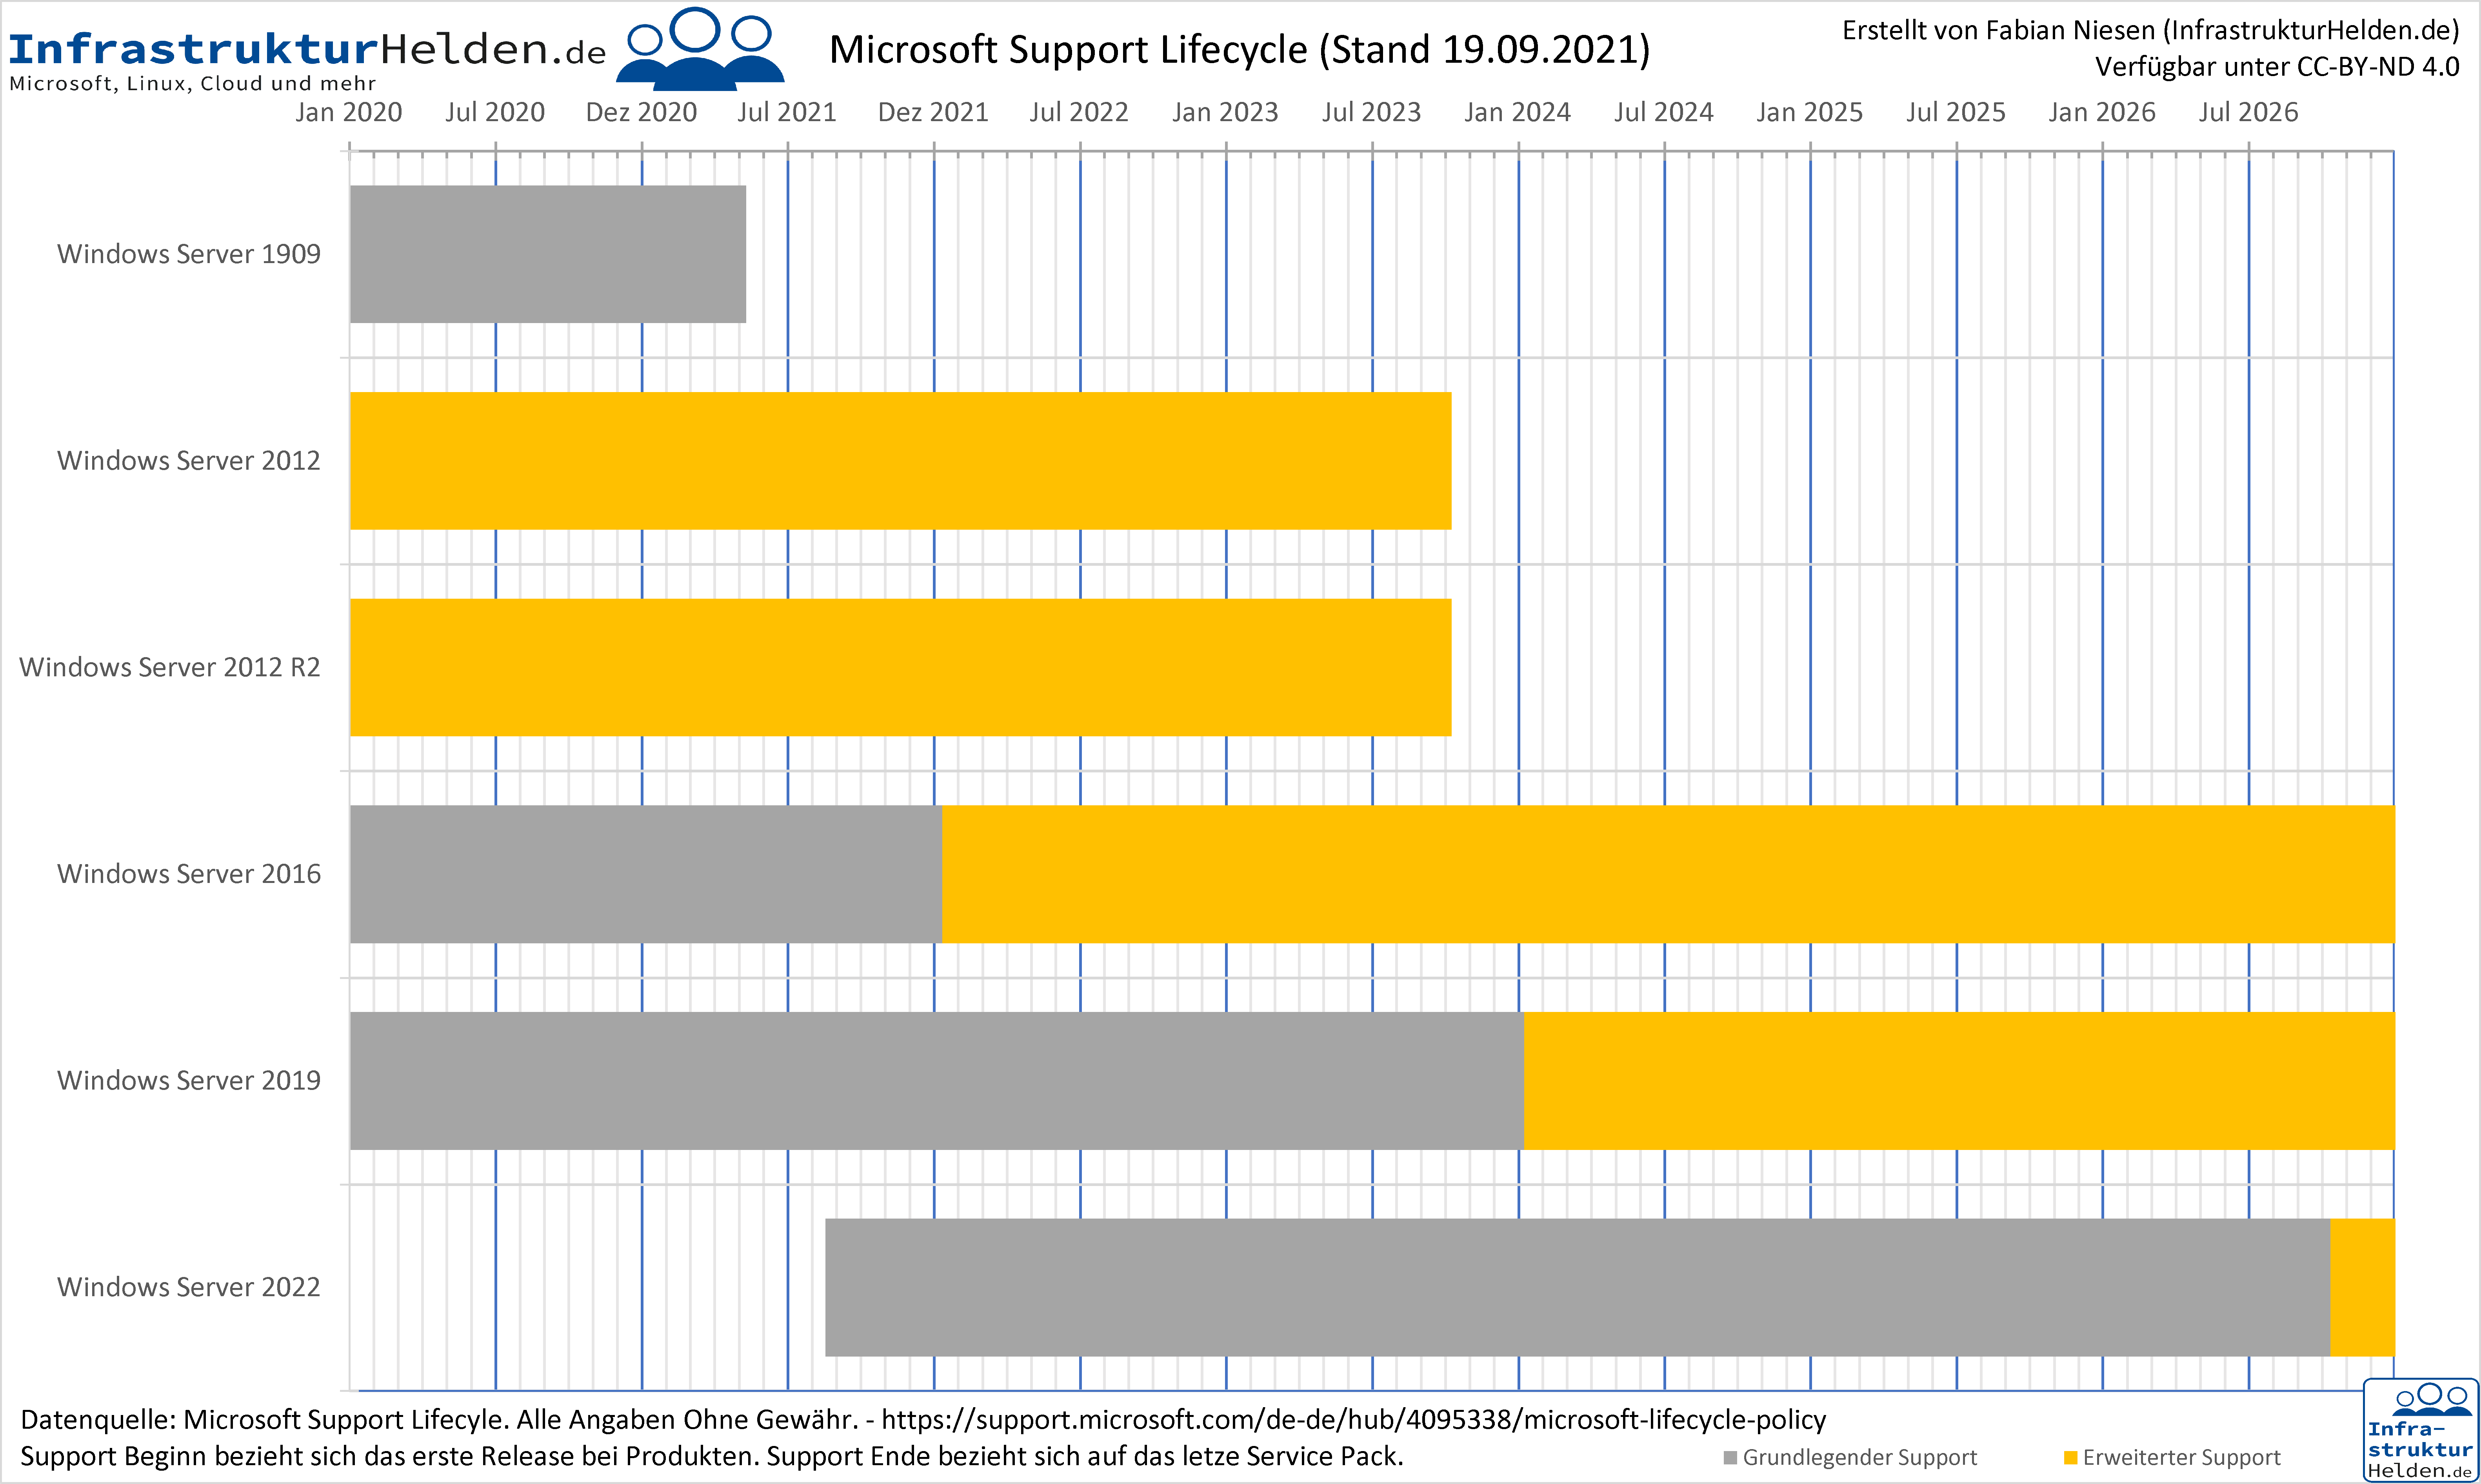 InfrastrukturHelden.de
Microsoft, Linux, Cloud und mehr
Microsoft Support Lifecycle (Stand 19.09.2021)
Erstellt von Fabian Niesen (InfrastrukturHelden.de)
Verfügbar unter CC-BY-ND 4.0
Jan 2020 Jul 2020 Dez 2020 Jul 2021 Dez 2021 Jul 2022 Jan 2023 Jul 2023 Jan 2024 Jul 2024 Jan 2025 Jul 2025 Jan 2026 Jul 2026
Windows Server 1909
Windows Server 2012
Windows Server 2012 R2
Windows Server 2016
Windows Server 2019
Windows Server 2022
Datenquelle: Microsoft Support Lifecyle. Alle Angaben Ohne Gewähr. - https://support.microsoft.com/de-de/hub/4095338/microsoft-lifecycle-policy
Support Beginn bezieht sich das erste Release bei Produkten. Support Ende bezieht sich auf das letze Service Pack.
Grundlegender Support
Erweiterter Support
Infra-
struktur
Helden.de